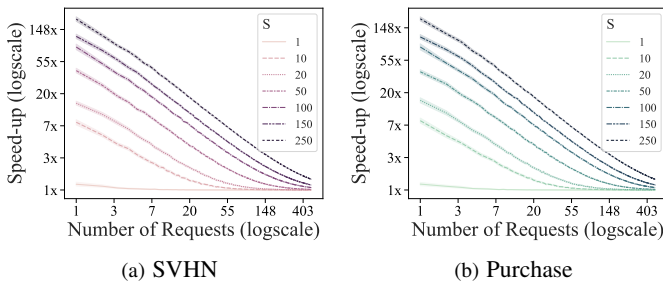 Speed-up (logscale)
148x
55x
20x
7x
3x
1x
S
1
10
20
50
100
150
250
1 3 7 20 55 148 403
Number of Requests (logscale)
(a) SVHN
Speed-up (logscale)
148x
55x
20x
7x
3x
1x
S
1
10
20
50
100
150
250
1 3 7 20 55 148 403
Number of Requests (logscale)
(b) Purchase